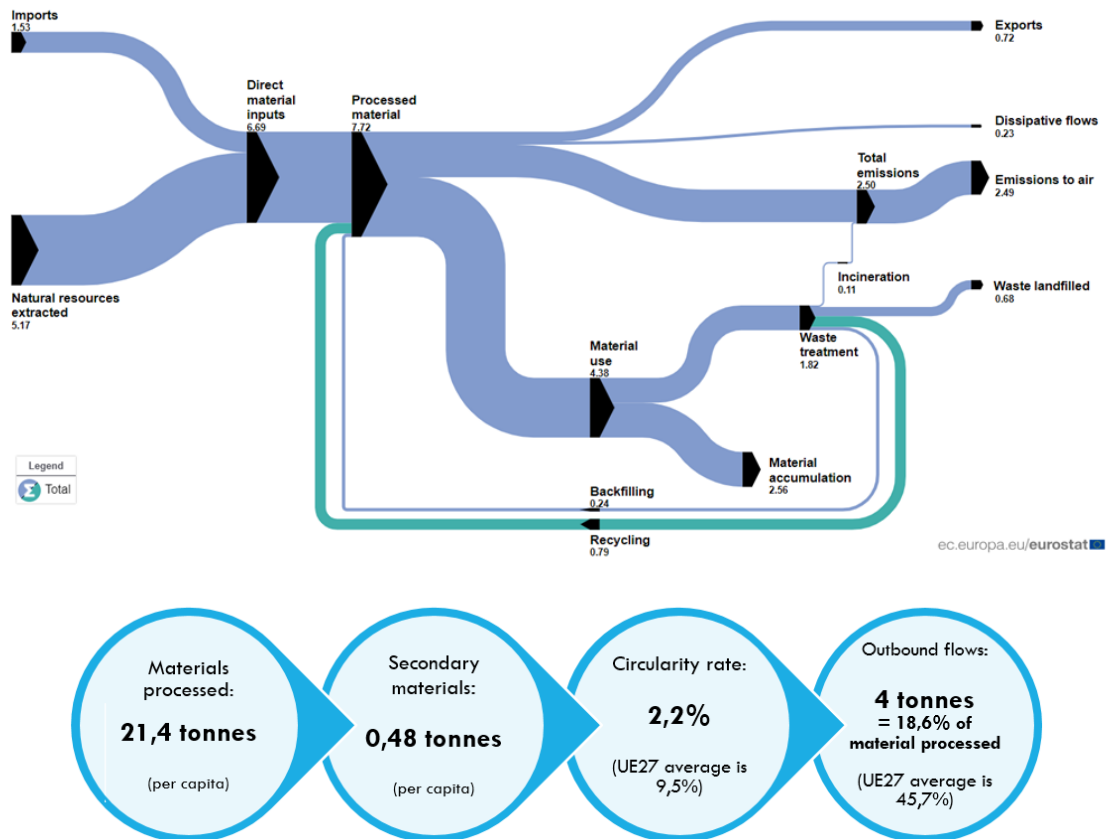 Imports
1.53
Exports
0.72
Direct
material
inputs
6.69
Processed
material
7.72
Dissipative flows
0.23
Total
emissions
2.50
Emissions to air
2.49
Natural resources
extracted
5.17
Incineration
0.11
Waste landfilled
0.68
Material
use
4.38
Waste
treatment
1.82
Material
accumulation
2.56
Legend
Σ Total
Backfilling
0.24
Recycling
0.79
ec.europa.eu/eurostat
Materials
processed:
21,4 tonnes
(per capita)
Secondary
materials:
0,48 tonnes
(per capita)
Circularity rate:
2,2%
(UE27 average is
9,5%)
Outbound flows:
4 tonnes
= 18,6% of
material processed
(UE27 average is
45,7%)